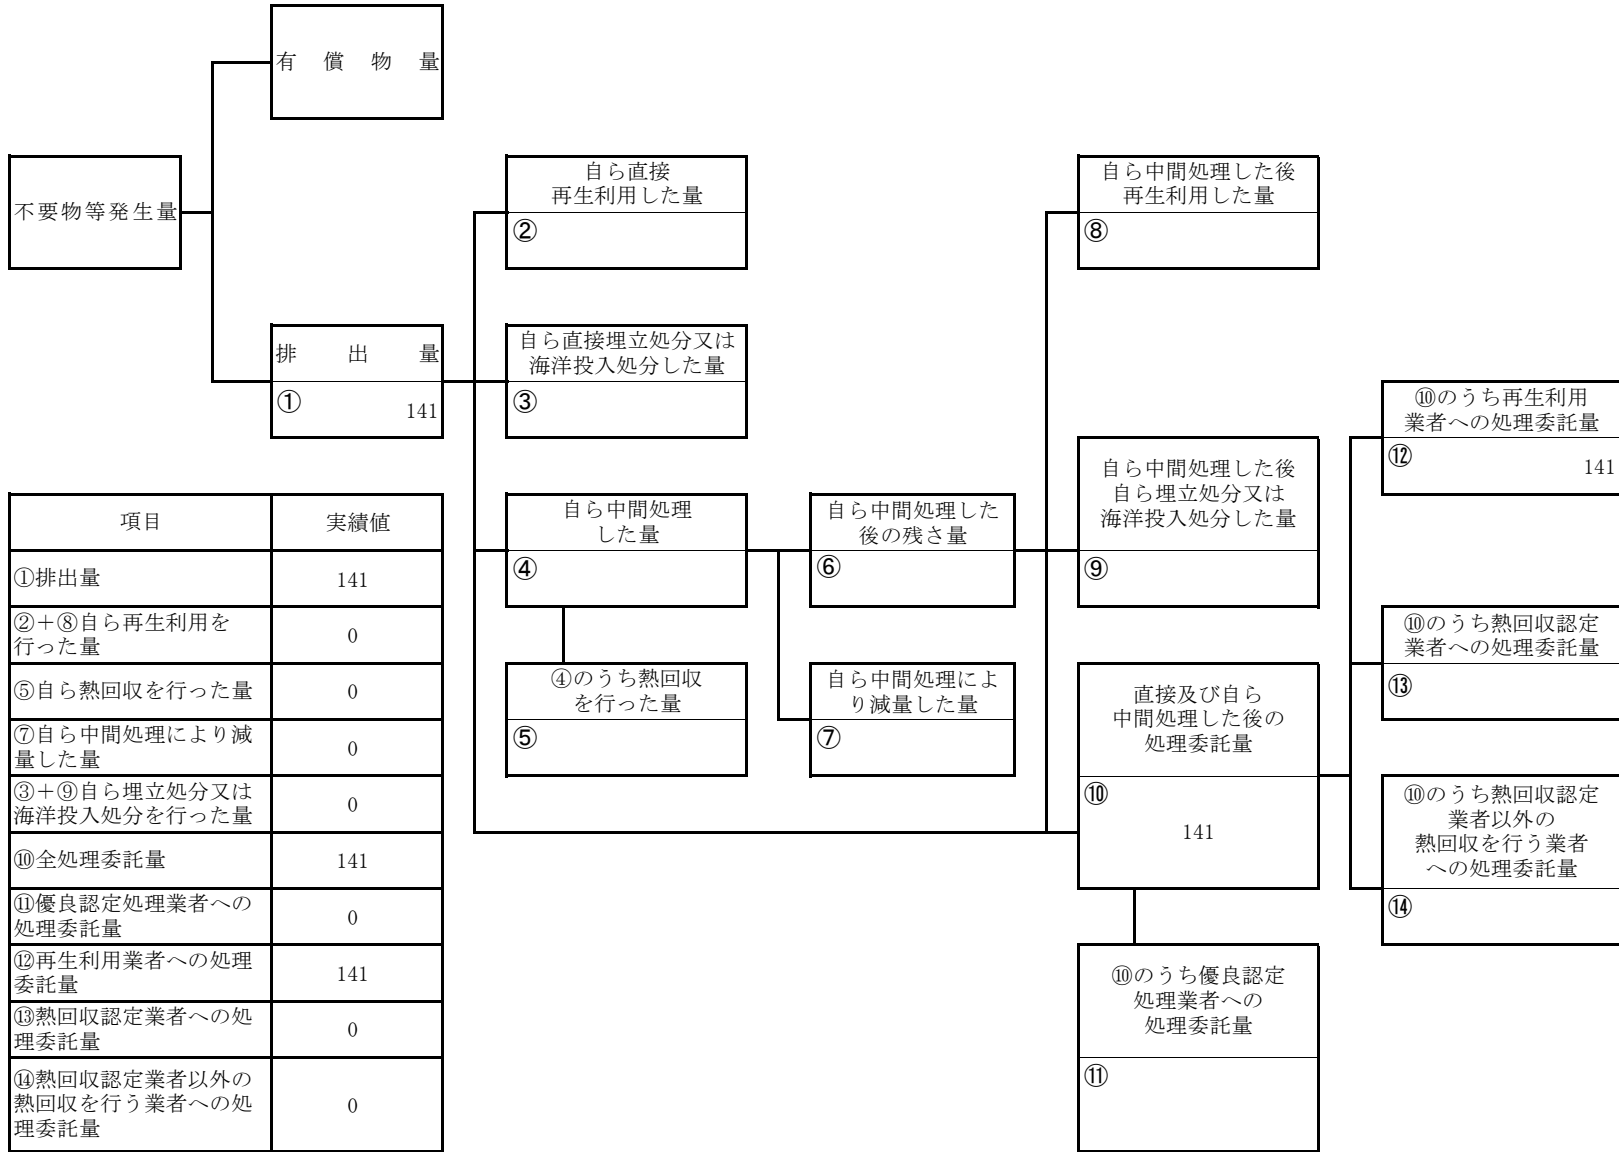 有償物量
不要物等発生量
自ら直接
再生利用した量
②
自ら中間処理した後
再生利用した量
⑧
排出量
①
141
自ら直接埋立処分又は
海洋投入処分した量
③
⑩のうち再生利用
業者への処理委託量
⑫
141
自ら中間処理した後
自ら埋立処分又は
海洋投入処分した量
⑨
自ら中間処理
した量
④
自ら中間処理した
後の残さ量
⑥
⑩のうち熱回収認定
業者への処理委託量
⑬
④のうち熱回収
を行った量
⑤
自ら中間処理によ
り減量した量
⑦
直接及び自ら
中間処理した後の
処理委託量
⑩
141
⑩のうち熱回収認定
業者以外の
熱回収を行う業者
への処理委託量
⑭
⑩のうち優良認定
処理業者への
処理委託量
⑪
項目 実績値
①排出量 141
②＋⑧自ら再生利用を
行った量 0
⑤自ら熱回収を行った量 0
⑦自ら中間処理により減
量した量 0
③＋⑨自ら埋立処分又は
海洋投入処分を行った量 0
⑩全処理委託量 141
⑪優良認定処理業者への
処理委託量 0
⑫再生利用業者への処理
委託量 141
⑬熱回収認定業者への処
理委託量 0
⑭熱回収認定業者以外の
熱回収を行う業者への処 0
理委託量